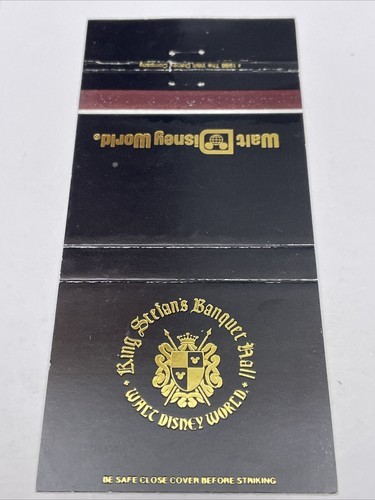 © 1988 The Walt Disney Company
Walt Disney World®
King Stefan's Banquet Hall
• WALT DISNEY WORLD •
BE SAFE CLOSE COVER BEFORE STRIKING